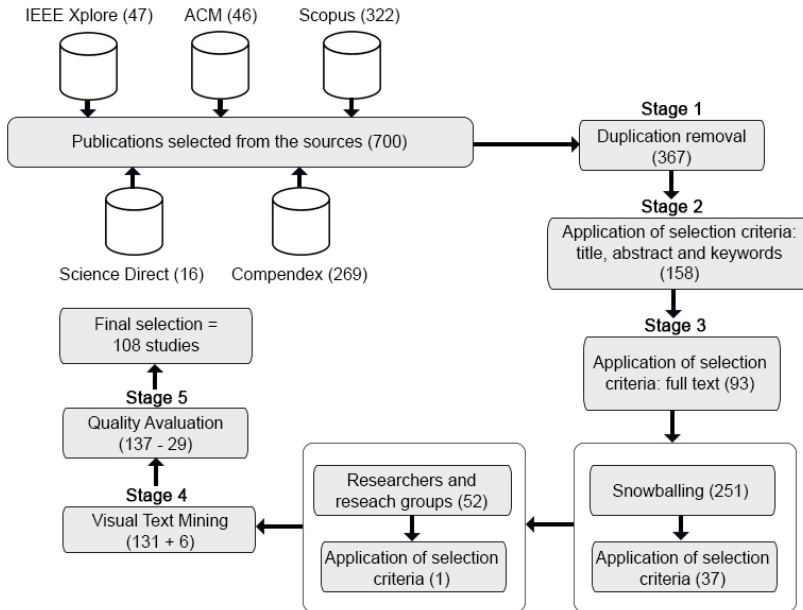 IEEE Xplore (47)
ACM (46)
Scopus (322)
Publications selected from the sources (700)
Science Direct (16)
Compendex (269)
Stage 1
Duplication removal
(367)
Stage 2
Application of selection criteria:
title, abstract and keywords
(158)
Stage 3
Application of selection
criteria: full text (93)
Snowballing (251)
Application of selection
criteria (37)
Researchers and
reseach groups (52)
Application of selection
criteria (1)
Stage 4
Visual Text Mining
(131 + 6)
Stage 5
Quality Avaluation
(137 - 29)
Final selection =
108 studies